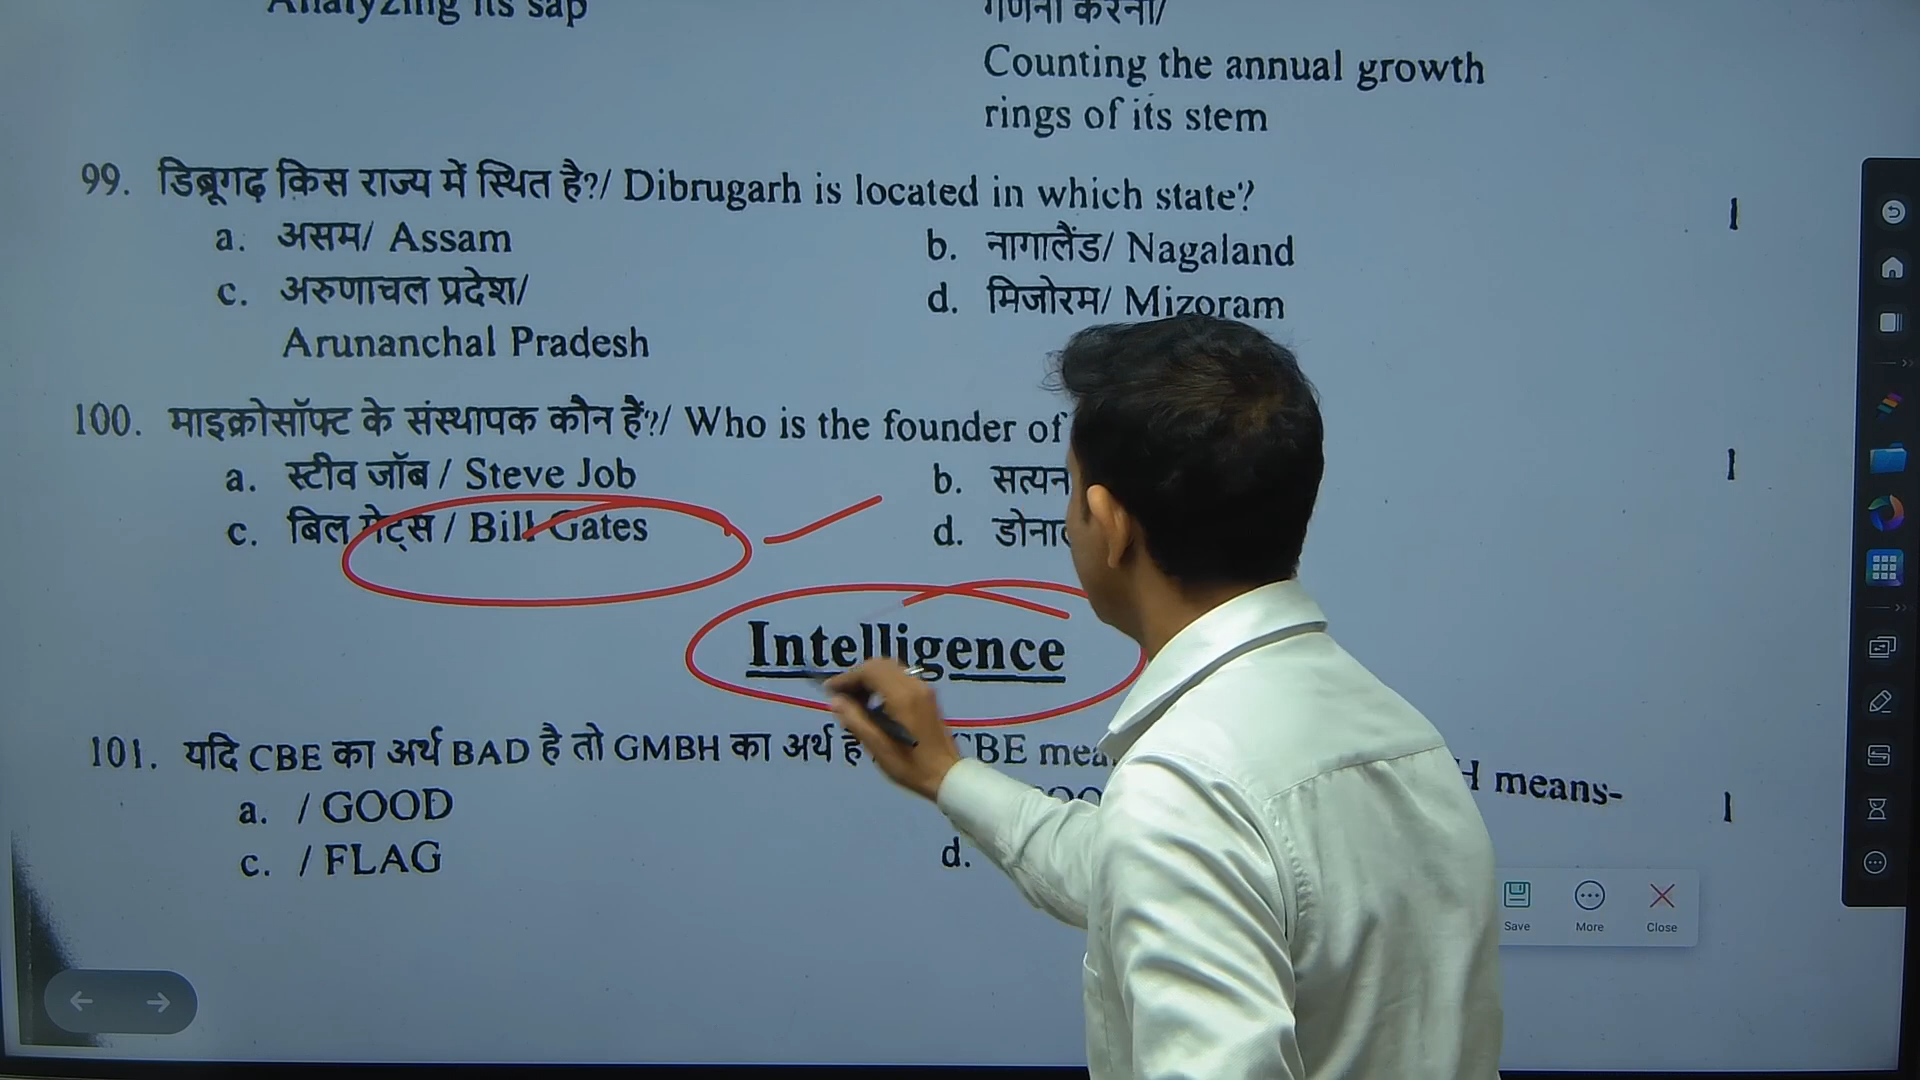 Analyzing its sap
गणना करना/
Counting the annual growth
rings of its stem
99. डिब्रूगढ़ किस राज्य में स्थित है?/ Dibrugarh is located in which state? 1
a. असम/ Assam b. नागालैंड/ Nagaland
c. अरुणाचल प्रदेश/ d. मिजोरम/ Mizoram
Arunanchal Pradesh
100. माइक्रोसॉफ्ट के संस्थापक कौन हैं?/ Who is the founder of 1
a. स्टीव जॉब / Steve Job b.
c. बिल गेट्स / Bill Gates d.
Intelligence
101. यदि CBE का अर्थ BAD है तो GMBH का अर्थ है means- 1
a. / GOOD
c. / FLAG d.
Save More Close